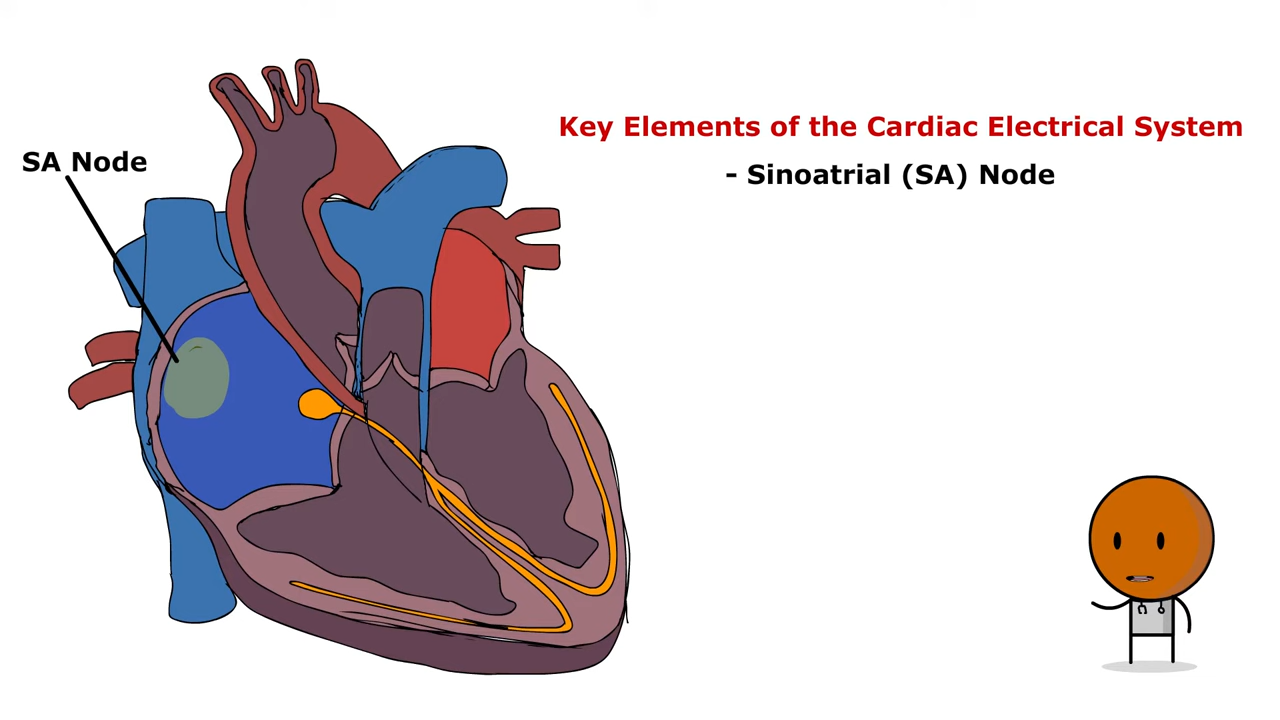 Key Elements of the Cardiac Electrical System
SA Node
- Sinoatrial (SA) Node